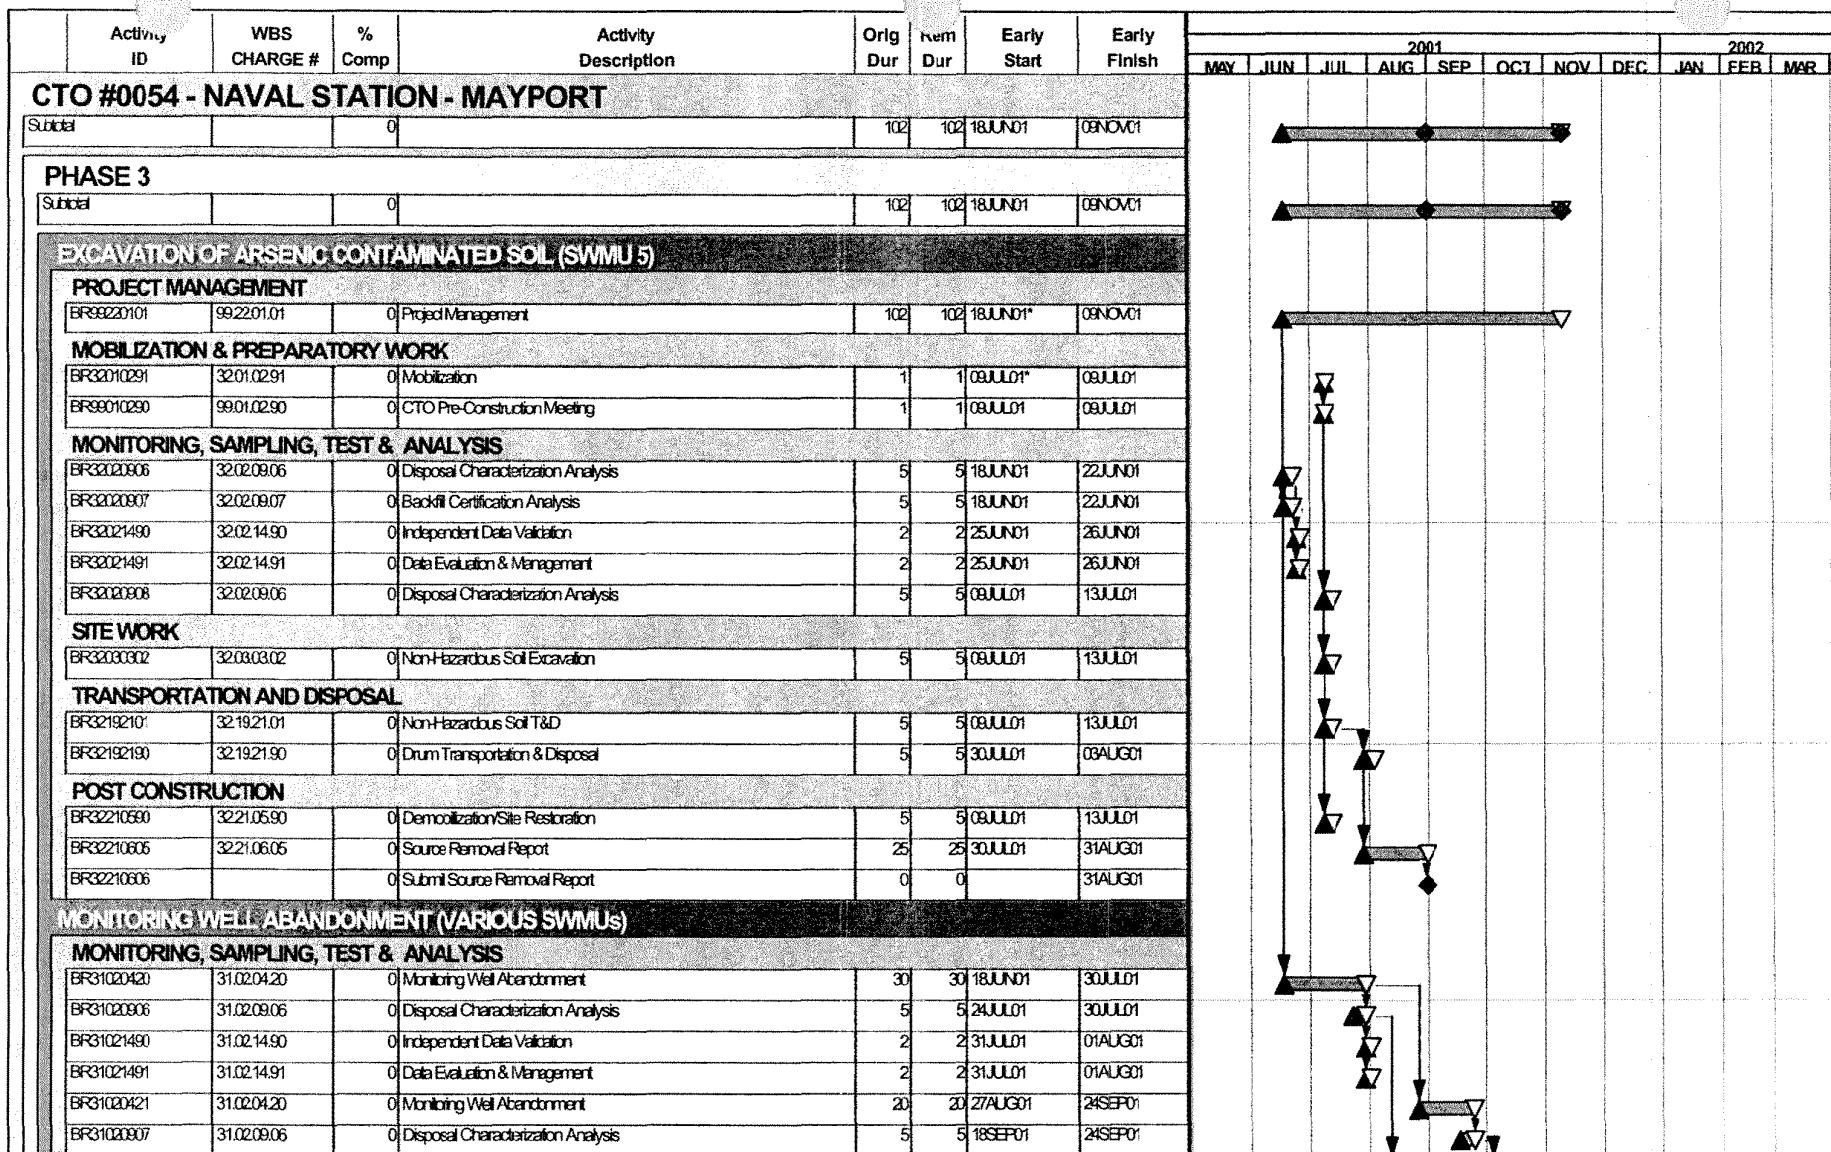 Activity ID WBS CHARGE # % Comp Activity Description Orig Dur Rem Dur Early Start Early Finish
2001 2002
MAY JUN JUL AUG SEP OCT NOV DEC JAN FEB MAR
CTO #0054 - NAVAL STATION - MAYPORT
Subtotal 0 102 102 18JUN01 09NOV01
PHASE 3
Subtotal 0 102 102 18JUN01 09NOV01
EXCAVATION OF ARSENIC CONTAMINATED SOIL (SWMU 5)
PROJECT MANAGEMENT
BR99220101 99.22.01.01 0 Project Management 102 102 18JUN01* 09NOV01
MOBILIZATION & PREPARATORY WORK
BR32010291 32.01.02.91 0 Mobilization 1 1 09JUL01* 09JUL01
BR99010290 99.01.02.90 0 CTO Pre-Construction Meeting 1 1 09JUL01 09JUL01
MONITORING, SAMPLING, TEST & ANALYSIS
BR32020906 32.02.09.06 0 Disposal Characterization Analysis 5 5 18JUN01 22JUN01
BR32020907 32.02.09.07 0 Backfill Certification Analysis 5 5 18JUN01 22JUN01
BR32021490 32.02.14.90 0 Independent Data Validation 2 2 25JUN01 26JUN01
BR32021491 32.02.14.91 0 Data Evaluation & Management 2 2 25JUN01 26JUN01
BR32020908 32.02.09.06 0 Disposal Characterization Analysis 5 5 09JUL01 13JUL01
SITE WORK
BR32030302 32.03.03.02 0 Non-Hazardous Soil Excavation 5 5 09JUL01 13JUL01
TRANSPORTATION AND DISPOSAL
BR32192101 32.19.21.01 0 Non-Hazardous Soil T&D 5 5 09JUL01 13JUL01
BR32192190 32.19.21.90 0 Drum Transportation & Disposal 5 5 30JUL01 03AUG01
POST CONSTRUCTION
BR32210590 32.21.05.90 0 Demobilization/Site Restoration 5 5 09JUL01 13JUL01
BR32210605 32.21.06.05 0 Source Removal Report 25 25 30JUL01 31AUG01
BR32210606 0 Submil Source Removal Report 0 0 31AUG01
MONITORING WELL ABANDONMENT (VARIOUS SWMUs)
MONITORING, SAMPLING, TEST & ANALYSIS
BR31020420 31.02.04.20 0 Monitoring Well Abandonment 30 30 18JUN01 30JUL01
BR31020906 31.02.09.06 0 Disposal Characterization Analysis 5 5 24JUL01 30JUL01
BR31021490 31.02.14.90 0 Independent Data Validation 2 2 31JUL01 01AUG01
BR31021491 31.02.14.91 0 Data Evaluation & Management 2 2 31JUL01 01AUG01
BR31020421 31.02.04.20 0 Monitoring Well Abandonment 20 20 27AUG01 24SEP01
BR31020907 31.02.09.06 0 Disposal Characterization Analysis 5 5 18SEP01 24SEP01